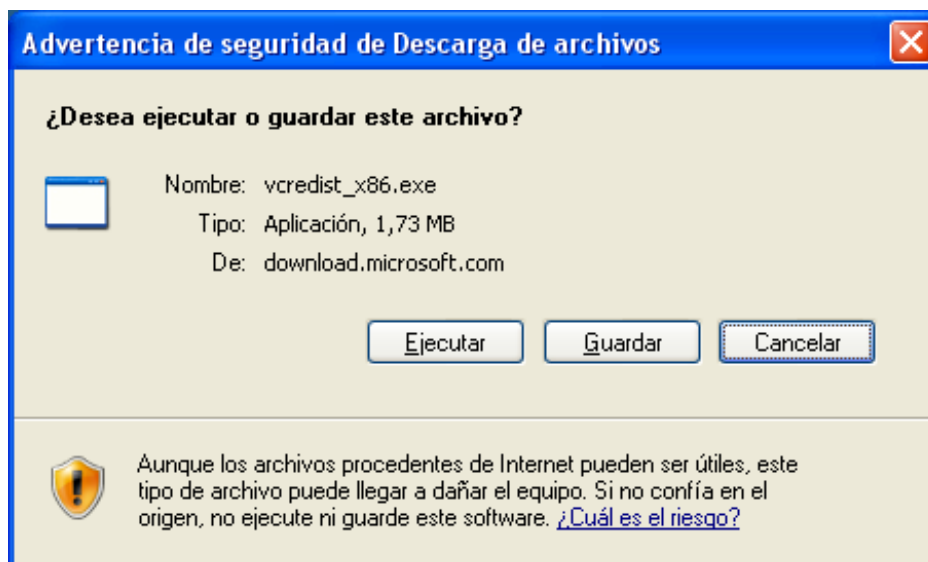 Advertencia de seguridad de Descarga de archivos
¿Desea ejecutar o guardar este archivo?
Nombre: vcredist_x86.exe
Tipo: Aplicación, 1,73 MB
De: download.microsoft.com
Ejecutar Guardar Cancelar
Aunque los archivos procedentes de Internet pueden ser útiles, este
tipo de archivo puede llegar a dañar el equipo. Si no confía en el
origen, no ejecute ni guarde este software. ¿Cuál es el riesgo?